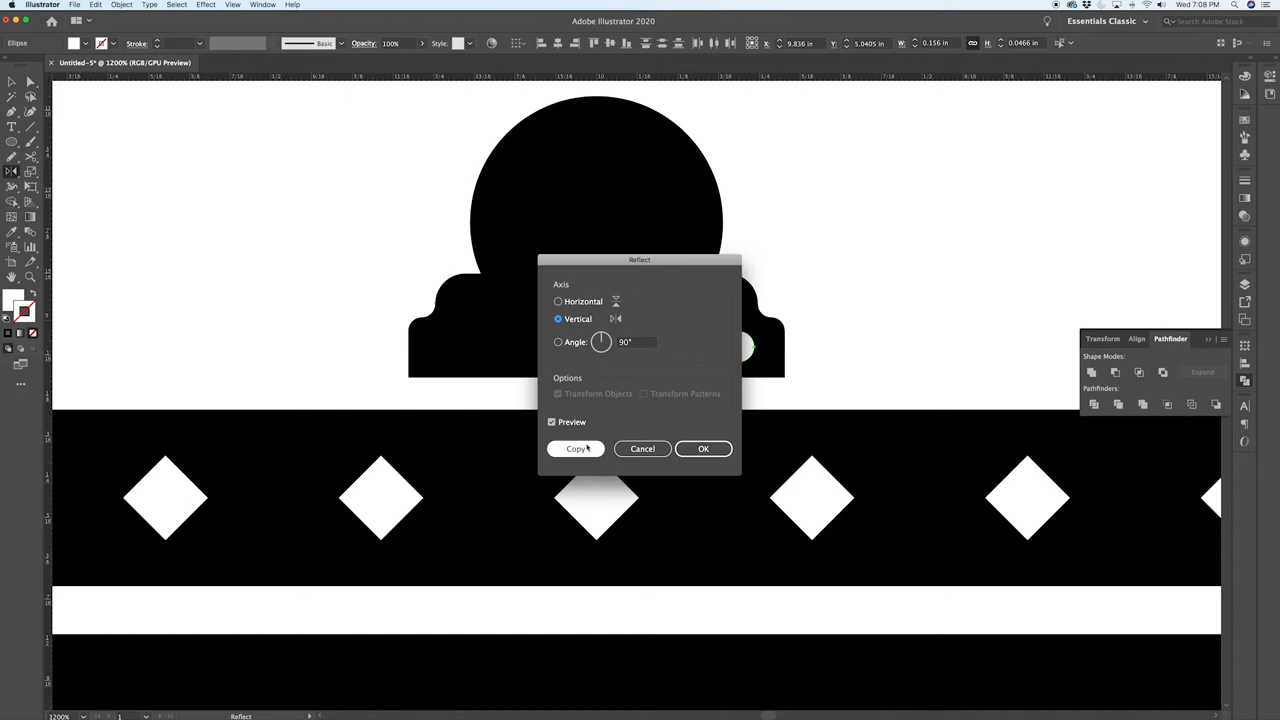 Illustrator File Edit Object Type Select Effect View Window Help Wed 7:08 PM
Adobe Illustrator 2020 Essentials Classic Search Adobe Stock
Ellipse Stroke: Basic Opacity: 100% Style: X: 9.836 in Y: 5.0405 in W: 0.156 in H: 0.0466 in
× Untitled-5* @ 1200% (RGB/GPU Preview)
Reflect
Axis
Horizontal
Vertical
Angle: 90°
Options
Transform Objects Transform Patterns
Preview
Copy Cancel OK
Transform Align Pathfinder
Shape Modes:
Expand
Pathfinders:
1200% 1 Reflect